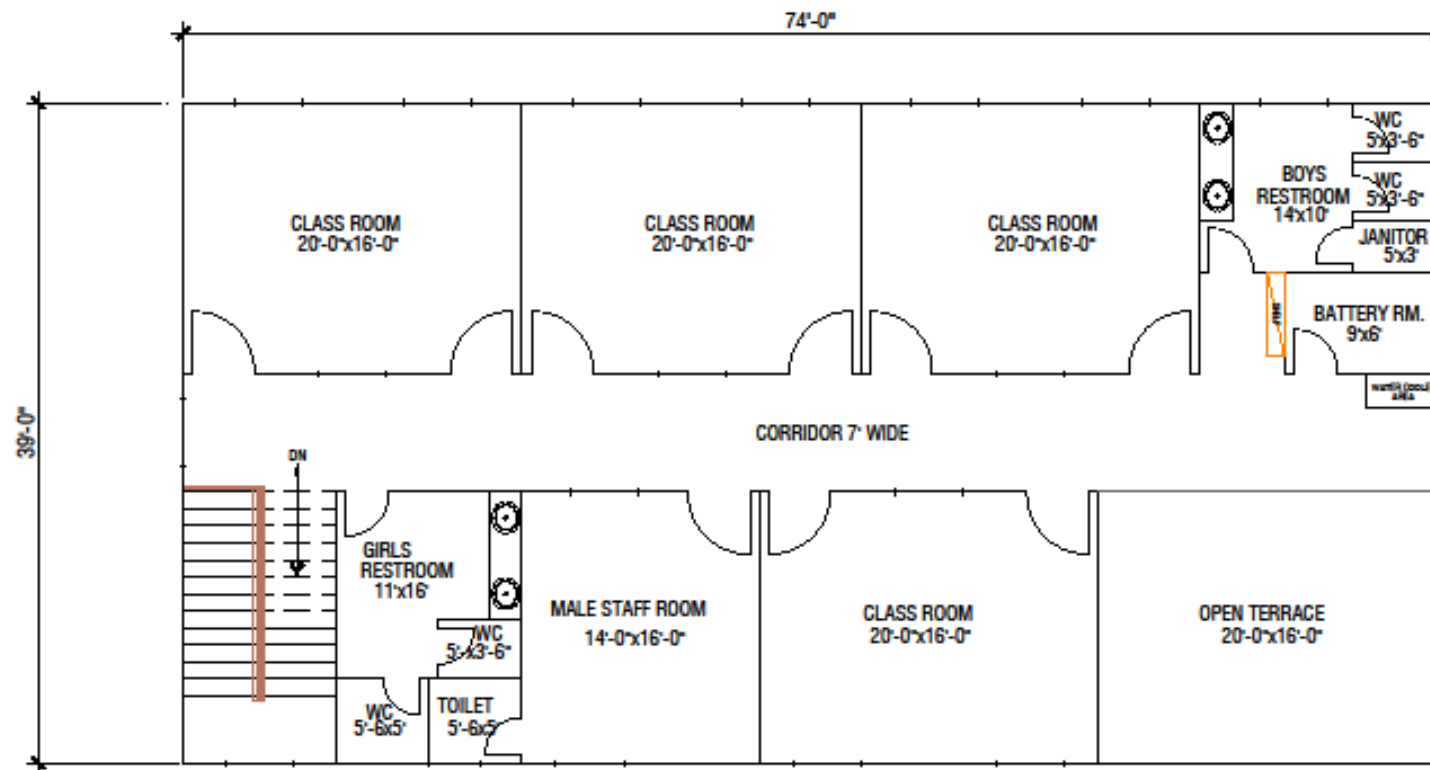 74'-0"
39'-0"
CLASS ROOM
20'-0"x16'-0"
CLASS ROOM
20'-0"x16'-0"
CLASS ROOM
20'-0"x16'-0"
BOYS
RESTROOM
14'x10'
WC
5'x3'-6"
WC
5'x3'-6"
JANITOR
5'x3'
BATTERY RM.
9'x6'
AREA
CORRIDOR 7' WIDE
DN
GIRLS
RESTROOM
11'x16'
WC
5'x3'-6"
WC
5'-6x5'
TOILET
5'-6x5'
MALE STAFF ROOM
14'-0"x16'-0"
CLASS ROOM
20'-0"x16'-0"
OPEN TERRACE
20'-0"x16'-0"